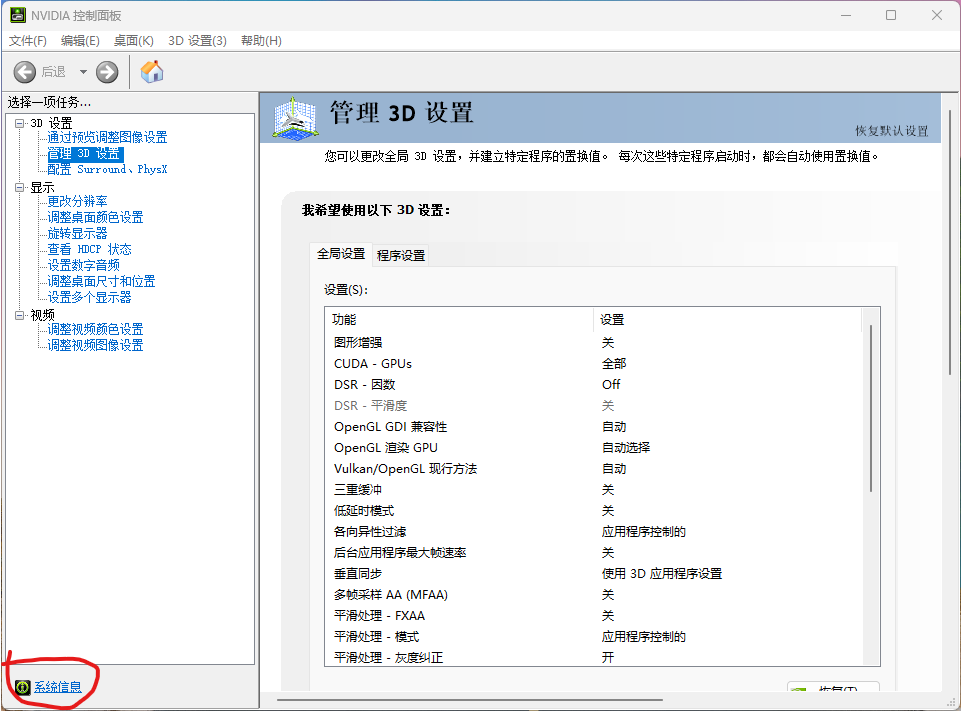 NVIDIA 控制面板
文件(F) 编辑(E) 桌面(K) 3D 设置(3) 帮助(H)
后退
选择一项任务...
3D 设置
通过预览调整图像设置
管理 3D 设置
配置 Surround、PhysX
显示
更改分辨率
调整桌面颜色设置
旋转显示器
查看 HDCP 状态
设置数字音频
调整桌面尺寸和位置
设置多个显示器
视频
调整视频颜色设置
调整视频图像设置
系统信息
管理 3D 设置
恢复默认设置
您可以更改全局 3D 设置，并建立特定程序的置换值。 每次这些特定程序启动时，都会自动使用置换值。
我希望使用以下 3D 设置：
全局设置 程序设置
设置(S)：
功能 设置
图形增强 关
CUDA - GPUs 全部
DSR - 因数 Off
DSR - 平滑度 关
OpenGL GDI 兼容性 自动
OpenGL 渲染 GPU 自动选择
Vulkan/OpenGL 现行方法 自动
三重缓冲 关
低延时模式 关
各向异性过滤 应用程序控制的
后台应用程序最大帧速率 关
垂直同步 使用 3D 应用程序设置
多帧采样 AA (MFAA) 关
平滑处理 - FXAA 关
平滑处理 - 模式 应用程序控制的
平滑处理 - 灰度纠正 开
恢复(T)